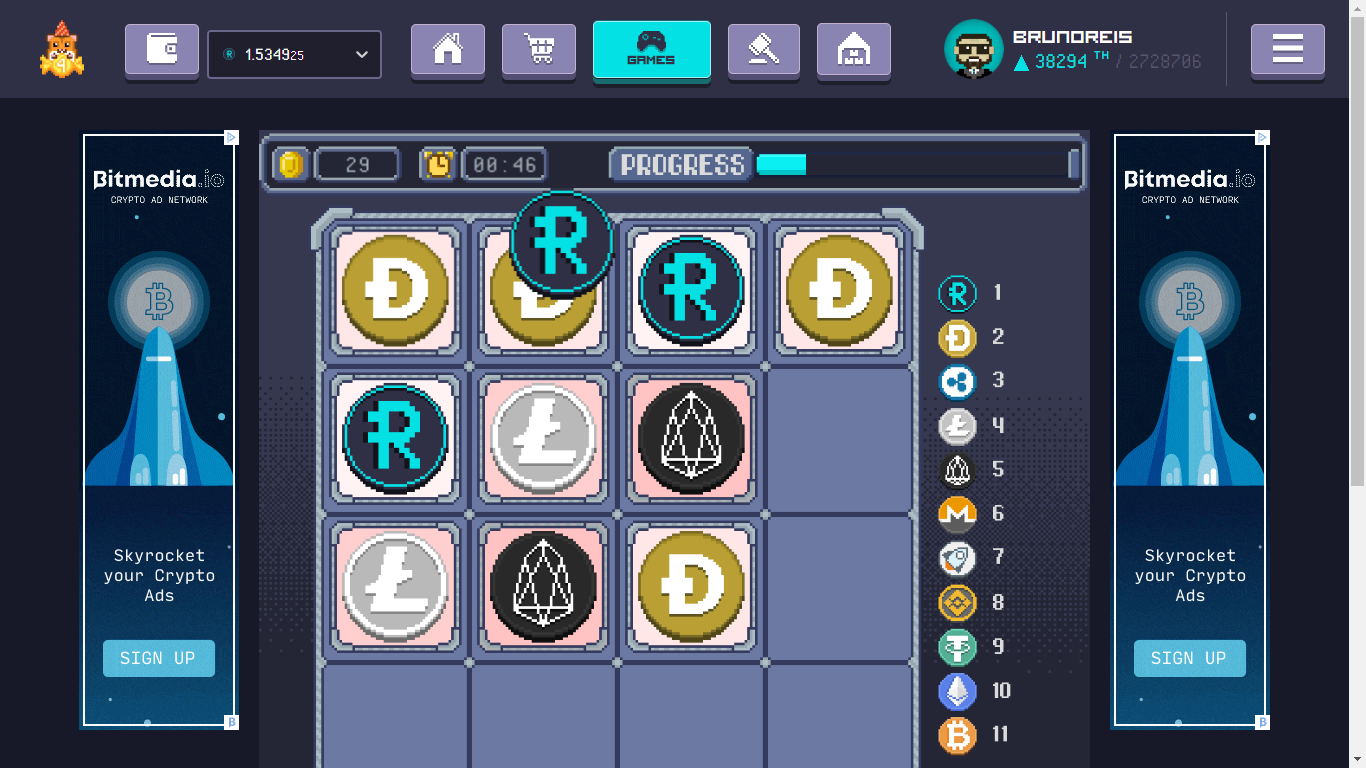 1.534925
GAMES
BRUNOREIS
38294 TH / 2728706
Bitmedia.io
CRYPTO AD NETWORK
Skyrocket
your Crypto
Ads
SIGN UP
29
00:46
PROGRESS
1
2
3
4
5
6
7
8
9
10
11
Bitmedia.io
CRYPTO AD NETWORK
Skyrocket
your Crypto
Ads
SIGN UP